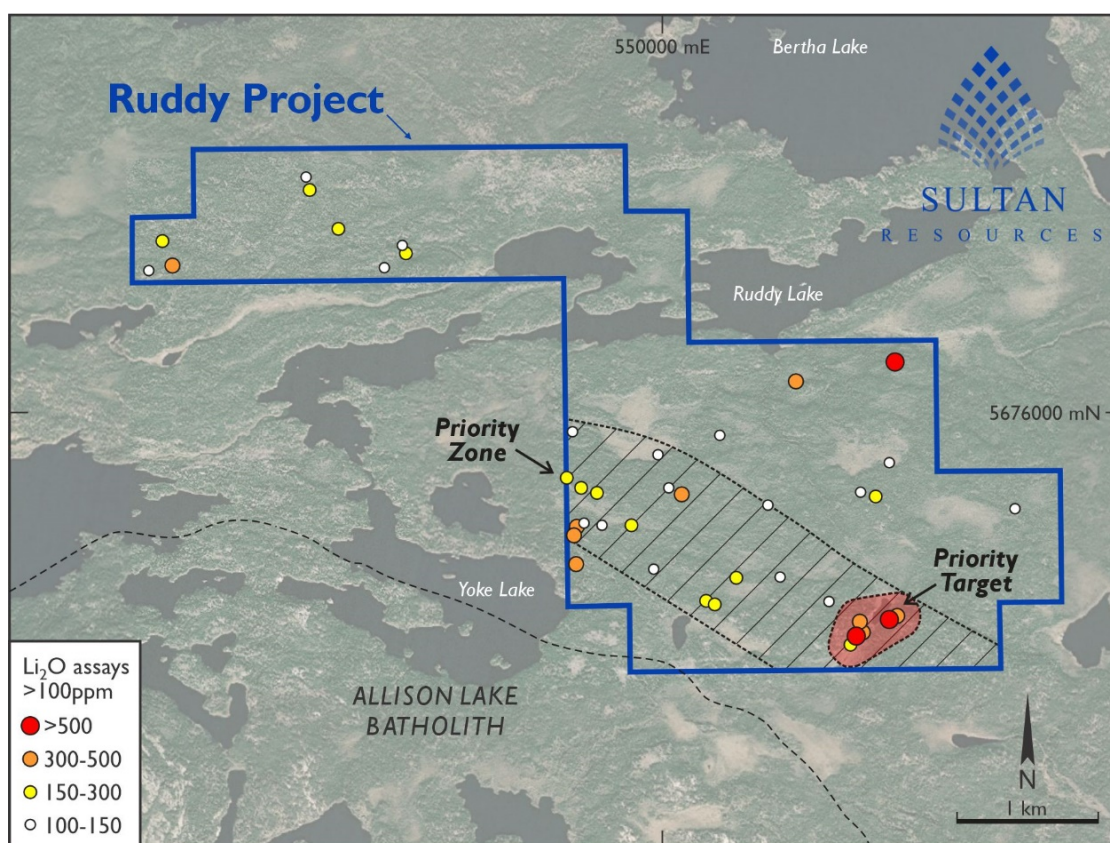 550000 mE
Bertha Lake
Ruddy Project
SULTAN
RESOURCES
Ruddy Lake
5676000 mN
Priority
Zone
Priority
Target
Yoke Lake
ALLISON LAKE
BATHOLITH
Li₂O assays
>100ppm
>500
300-500
150-300
100-150
N
1 km